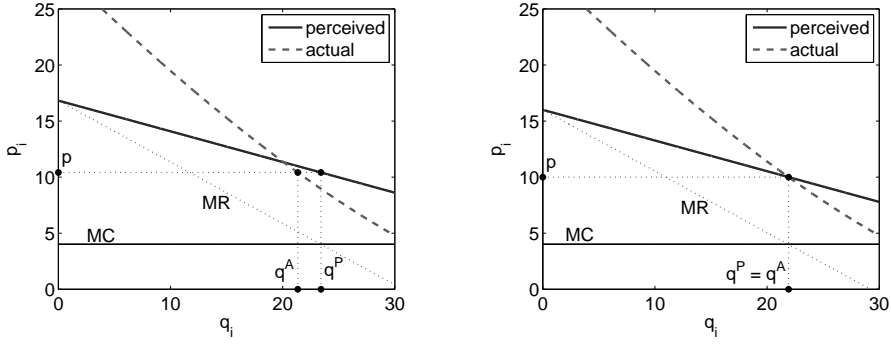 25
20
15
10
5
0
p_i
perceived
actual
p
MR
MC
q^A
q^P
0
10
20
30
q_i
25
20
15
10
5
0
p_i
perceived
actual
p
MR
MC
q^P = q^A
0
10
20
30
q_i